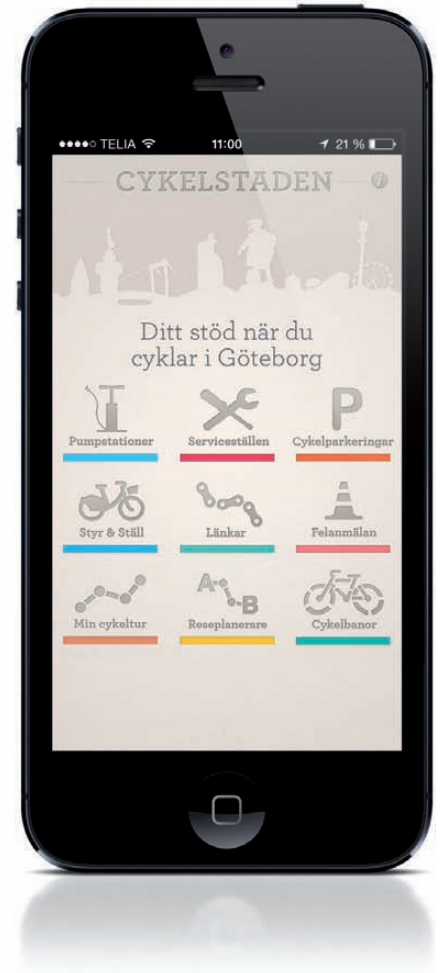 TELIA 11:00 21 %
CYKELSTADEN
Ditt stöd när du
cyklar i Göteborg
P
Pumpstationer Serviceställen Cykelparkeringar
Styr & Ställ Länkar Felanmälan
A B
Min cykeltur Reseplanerare Cykelbanor